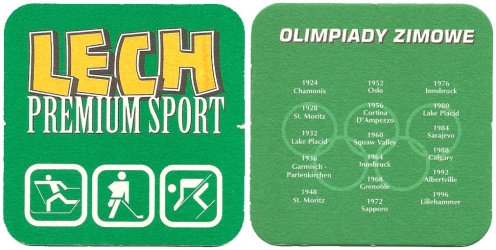 LECH
PREMIUM SPORT
OLIMPIADY ZIMOWE
1924
Chamonix
1928
St. Moritz
1932
Lake Placid
1936
Garmisch -
Partenkirchen
1948
St. Moritz
1952
Oslo
1956
Cortina
D'Ampezzo
1960
Squaw Valley
1964
Innsbruck
1968
Grenoble
1972
Sapporo
1976
Innsbruck
1980
Lake Placid
1984
Sarajevo
1988
Calgary
1992
Albertville
1996
Lillehammer